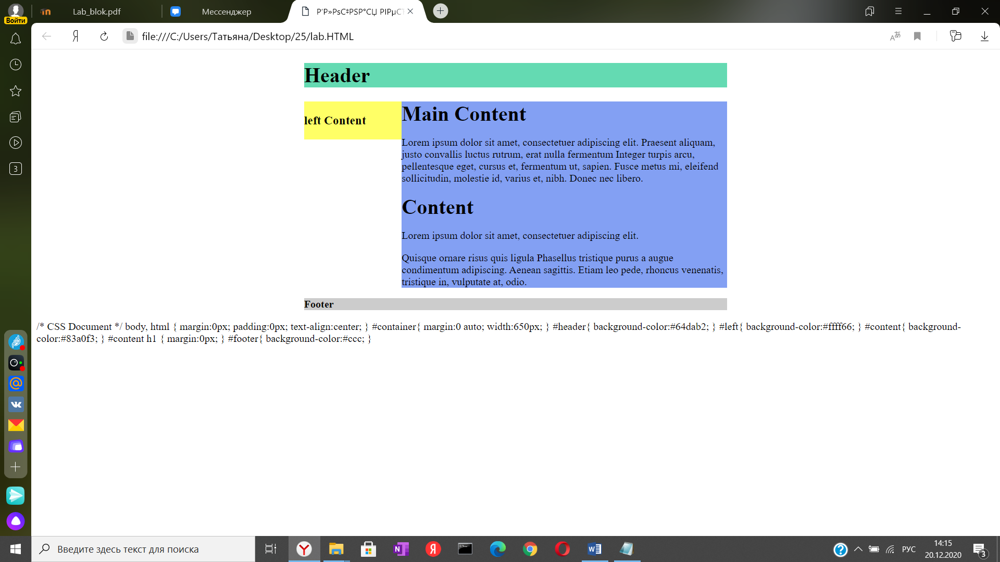 Войти
Lab_blok.pdf
Мессенджер
Р‘Р»РѕС‡РЅР°СЏ РІРµСЂ
file:///C:/Users/Татьяна/Desktop/25/lab.HTML
Header
left Content
Main Content
Lorem ipsum dolor sit amet, consectetuer adipiscing elit. Praesent aliquam,
justo convallis luctus rutrum, erat nulla fermentum Integer turpis arcu,
pellentesque eget, cursus et, fermentum ut, sapien. Fusce metus mi, eleifend
sollicitudin, molestie id, varius et, nibh. Donec nec libero.
Content
Lorem ipsum dolor sit amet, consectetuer adipiscing elit.
Quisque ornare risus quis ligula Phasellus tristique purus a augue
condimentum adipiscing. Aenean sagittis. Etiam leo pede, rhoncus venenatis,
tristique in, vulputate at, odio.
Footer
/* CSS Document */ body, html { margin:0px; padding:0px; text-align:center; } #container{ margin:0 auto; width:650px; } #header{ background-color:#64dab2; } #left{ background-color:#ffff66; } #content{ background-
color:#83a0f3; } #content h1 { margin:0px; } #footer{ background-color:#ccc; }
3
Введите здесь текст для поиска
РУС
14:15
20.12.2020
3